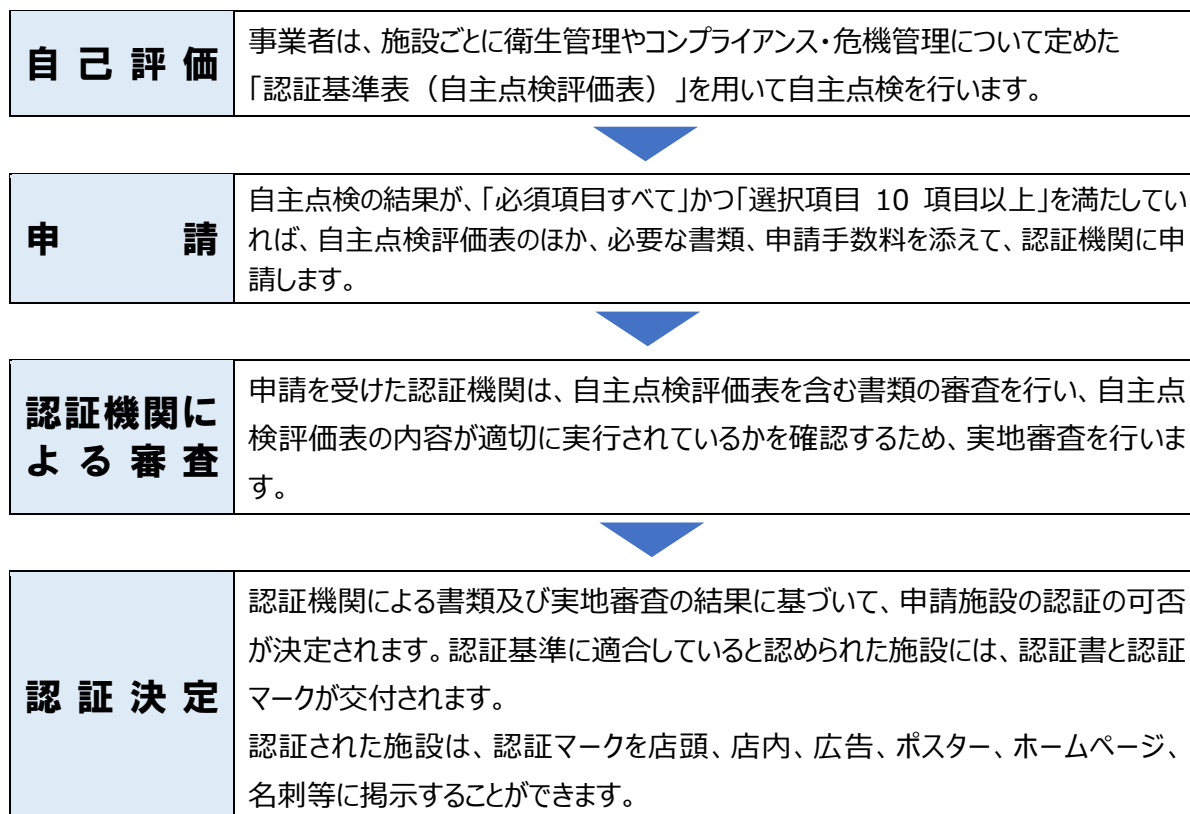 自己評価
事業者は、施設ごとに衛生管理やコンプライアンス・危機管理について定めた
「認証基準表（自主点検評価表）」を用いて自主点検を行います。
申請
自主点検の結果が、「必須項目すべて」かつ「選択項目 10 項目以上」を満たしてい
れば、自主点検評価表のほか、必要な書類、申請手数料を添えて、認証機関に申
請します。
認証機関に
よる審査
申請を受けた認証機関は、自主点検評価表を含む書類の審査を行い、自主点
検評価表の内容が適切に実行されているかを確認するため、実地審査を行いま
す。
認証決定
認証機関による書類及び実地審査の結果に基づいて、申請施設の認証の可否
が決定されます。認証基準に適合していると認められた施設には、認証書と認証
マークが交付されます。
認証された施設は、認証マークを店頭、店内、広告、ポスター、ホームページ、
名刺等に掲示することができます。